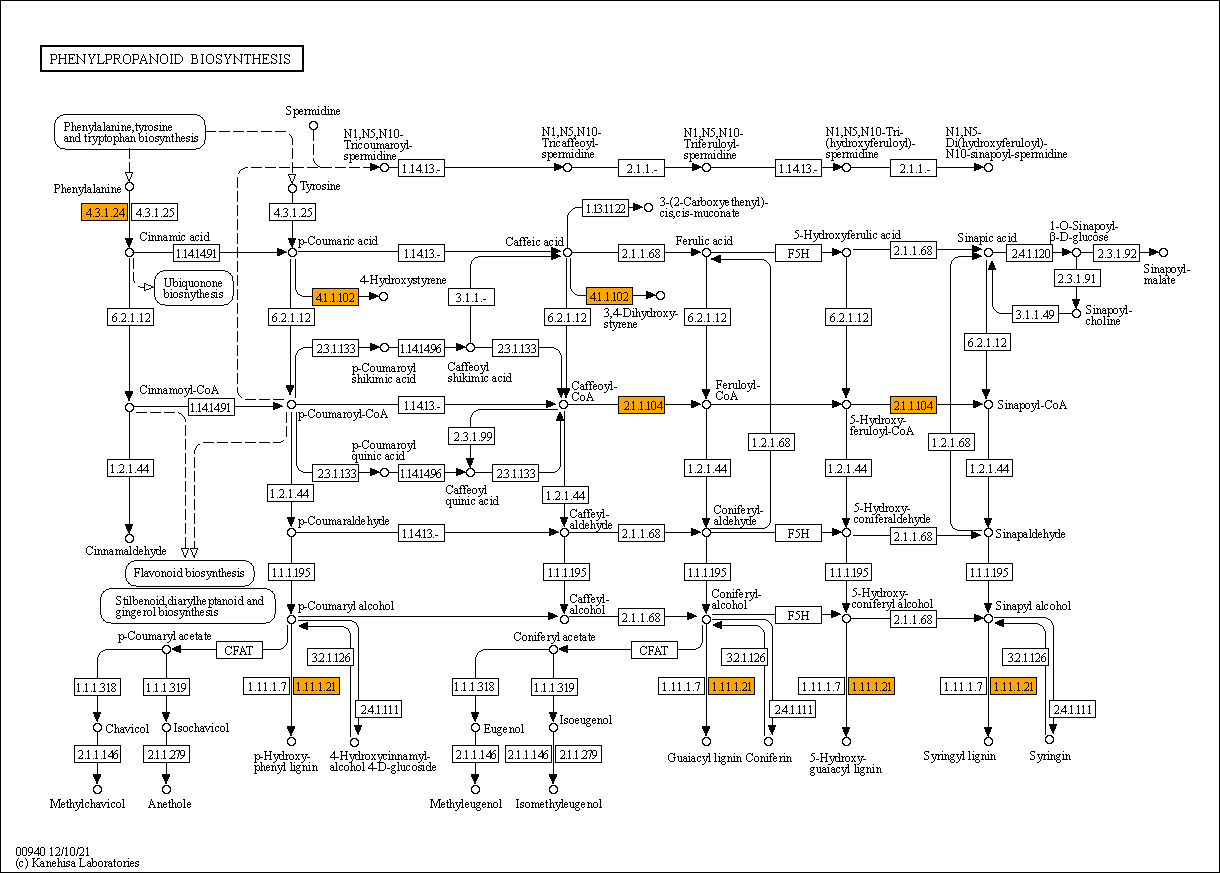 PHENYLPROPANOID BIOSYNTHESIS
Spermidine
Phenylalanine,tyrosine
and tryptophan biosynthesis
N1,N5,N10-
Tricoumaroyl-
spermidine
N1,N5,N10-
Tricaffeoyl-
spermidine
N1,N5,N10-
Triferuloyl-
spermidine
N1,N5,N10-Tri-
(hydroxyferuloyl)-
spermidine
N1,N5-
Di(hydroxyferuloyl)-
N10-sinapoyl-spermidine
1.14.13.-
2.1.1.-
1.14.13.-
2.1.1.-
Phenylalanine
Tyrosine
4.3.1.24
4.3.1.25
4.3.1.25
1.13.11.22
3-(2-Carboxyethenyl)-
cis,cis-muconate
Cinnamic acid
p-Coumaric acid
Caffeic acid
Ferulic acid
5-Hydroxyferulic acid
Sinapic acid
1-O-Sinapoyl-
β-D-glucose
1.14.14.91
1.14.13.-
2.1.1.68
F5H
2.1.1.68
2.4.1.120
2.3.1.92
Sinapoyl-
malate
Ubiquonone
biosnythesis
4-Hydroxystyrene
4.1.1.102
3.1.1.-
4.1.1.102
3,4-Dihydroxy-
styrene
2.3.1.91
3.1.1.49
Sinapoyl-
choline
6.2.1.12
6.2.1.12
6.2.1.12
6.2.1.12
6.2.1.12
6.2.1.12
2.3.1.133
1.14.14.96
2.3.1.133
p-Coumaroyl
shikimic acid
Caffeoyl
shikimic acid
Cinnamoyl-CoA
Caffeoyl-
CoA
Feruloyl-
CoA
1.14.14.91
p-Coumaroyl-CoA
1.14.13.-
2.1.1.104
5-Hydroxy-
feruloyl-CoA
2.1.1.104
Sinapoyl-CoA
2.3.1.99
1.2.1.68
1.2.1.68
p-Coumaroyl
quinic acid
2.3.1.133
1.14.14.96
2.3.1.133
Caffeoyl
quinic acid
1.2.1.44
1.2.1.44
1.2.1.44
1.2.1.44
1.2.1.44
1.2.1.44
p-Coumaraldehyde
Caffeyl-
aldehyde
Coniferyl-
aldehyde
5-Hydroxy-
coniferaldehyde
1.14.13.-
2.1.1.68
F5H
2.1.1.68
Sinapaldehyde
Cinnamaldehyde
Flavonoid biosynthesis
Stilbenoid,diarylheptanoid and
gingerol biosynthesis
1.1.1.195
1.1.1.195
1.1.1.195
1.1.1.195
1.1.1.195
p-Coumaryl alcohol
Caffeyl-
alcohol
Coniferyl-
alcohol
5-Hydroxy-
coniferyl alcohol
Sinapyl alcohol
2.1.1.68
F5H
2.1.1.68
p-Coumaryl acetate
CFAT
Coniferyl acetate
CFAT
3.2.1.126
3.2.1.126
3.2.1.126
1.1.1.318
1.1.1.319
1.11.1.7
1.11.1.21
1.1.1.318
1.1.1.319
1.11.1.7
1.11.1.21
1.11.1.7
1.11.1.21
1.11.1.7
1.11.1.21
2.4.1.111
2.4.1.111
2.4.1.111
Chavicol
Isochavicol
Eugenol
Isoeugenol
2.1.1.146
2.1.1.279
2.1.1.146
2.1.1.146
2.1.1.279
p-Hydroxy-
phenyl lignin
4-Hydroxycinnamyl-
alcohol 4-D-glucoside
Guaiacyl lignin
Coniferin
5-Hydroxy-
guaiacyl lignin
Syringyl lignin
Syringin
Methylchavicol
Anethole
Methyleugenol
Isomethyleugenol
00940 12/10/21
(c) Kanehisa Laboratories